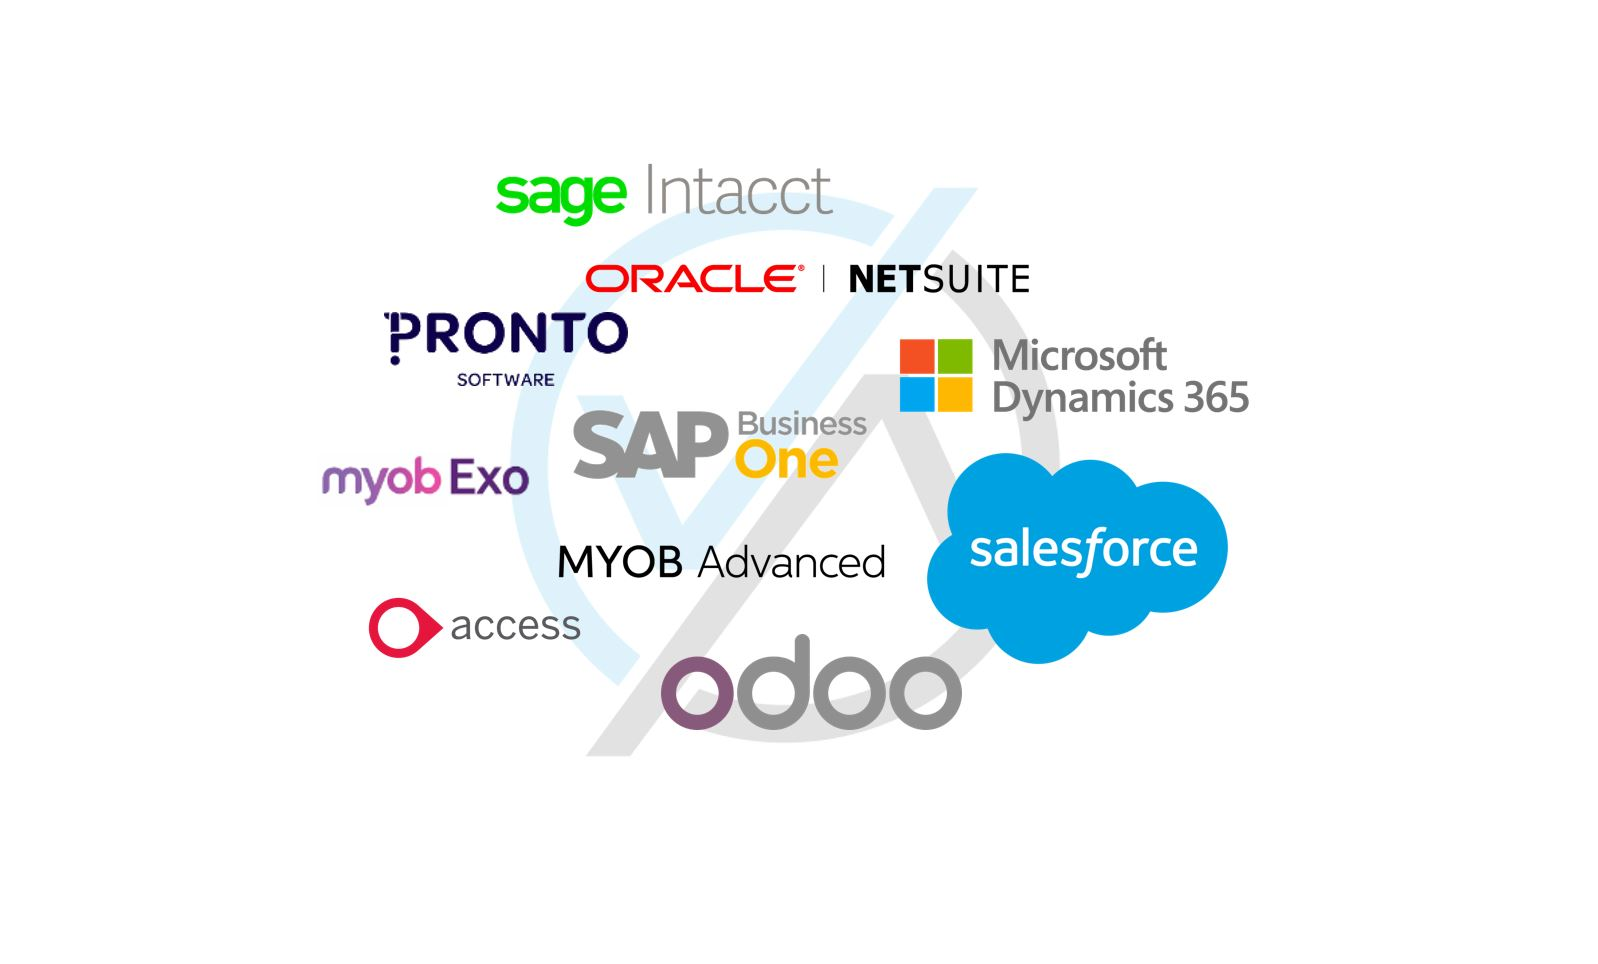 sage Intacct
ORACLE® | NETSUITE
PRONTO
SOFTWARE
Microsoft
Dynamics 365
SAP Business
One
myob Exo
salesforce
MYOB Advanced
access
odoo